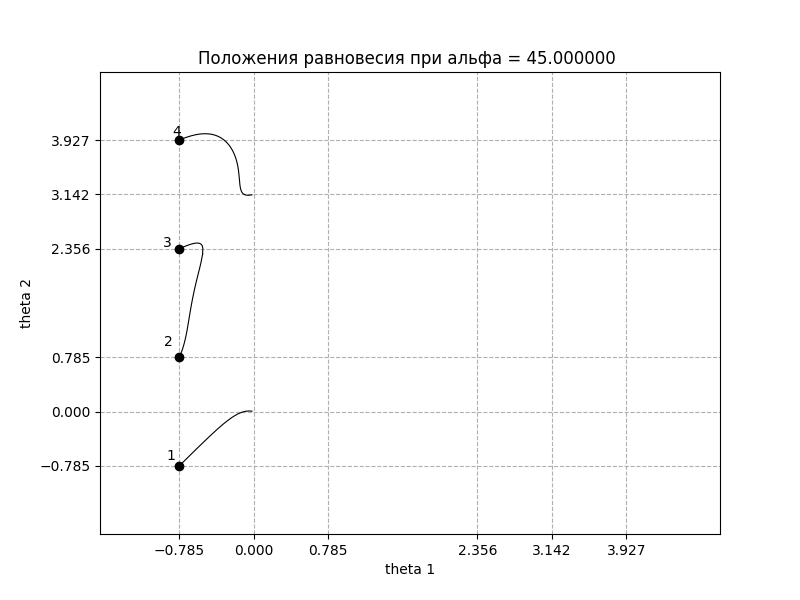 Положения равновесия при альфа = 45.000000
4
3.927
3.142
3
2.356
theta 2
2
0.785
0.000
1
−0.785
−0.785 0.000 0.785 2.356 3.142 3.927
theta 1